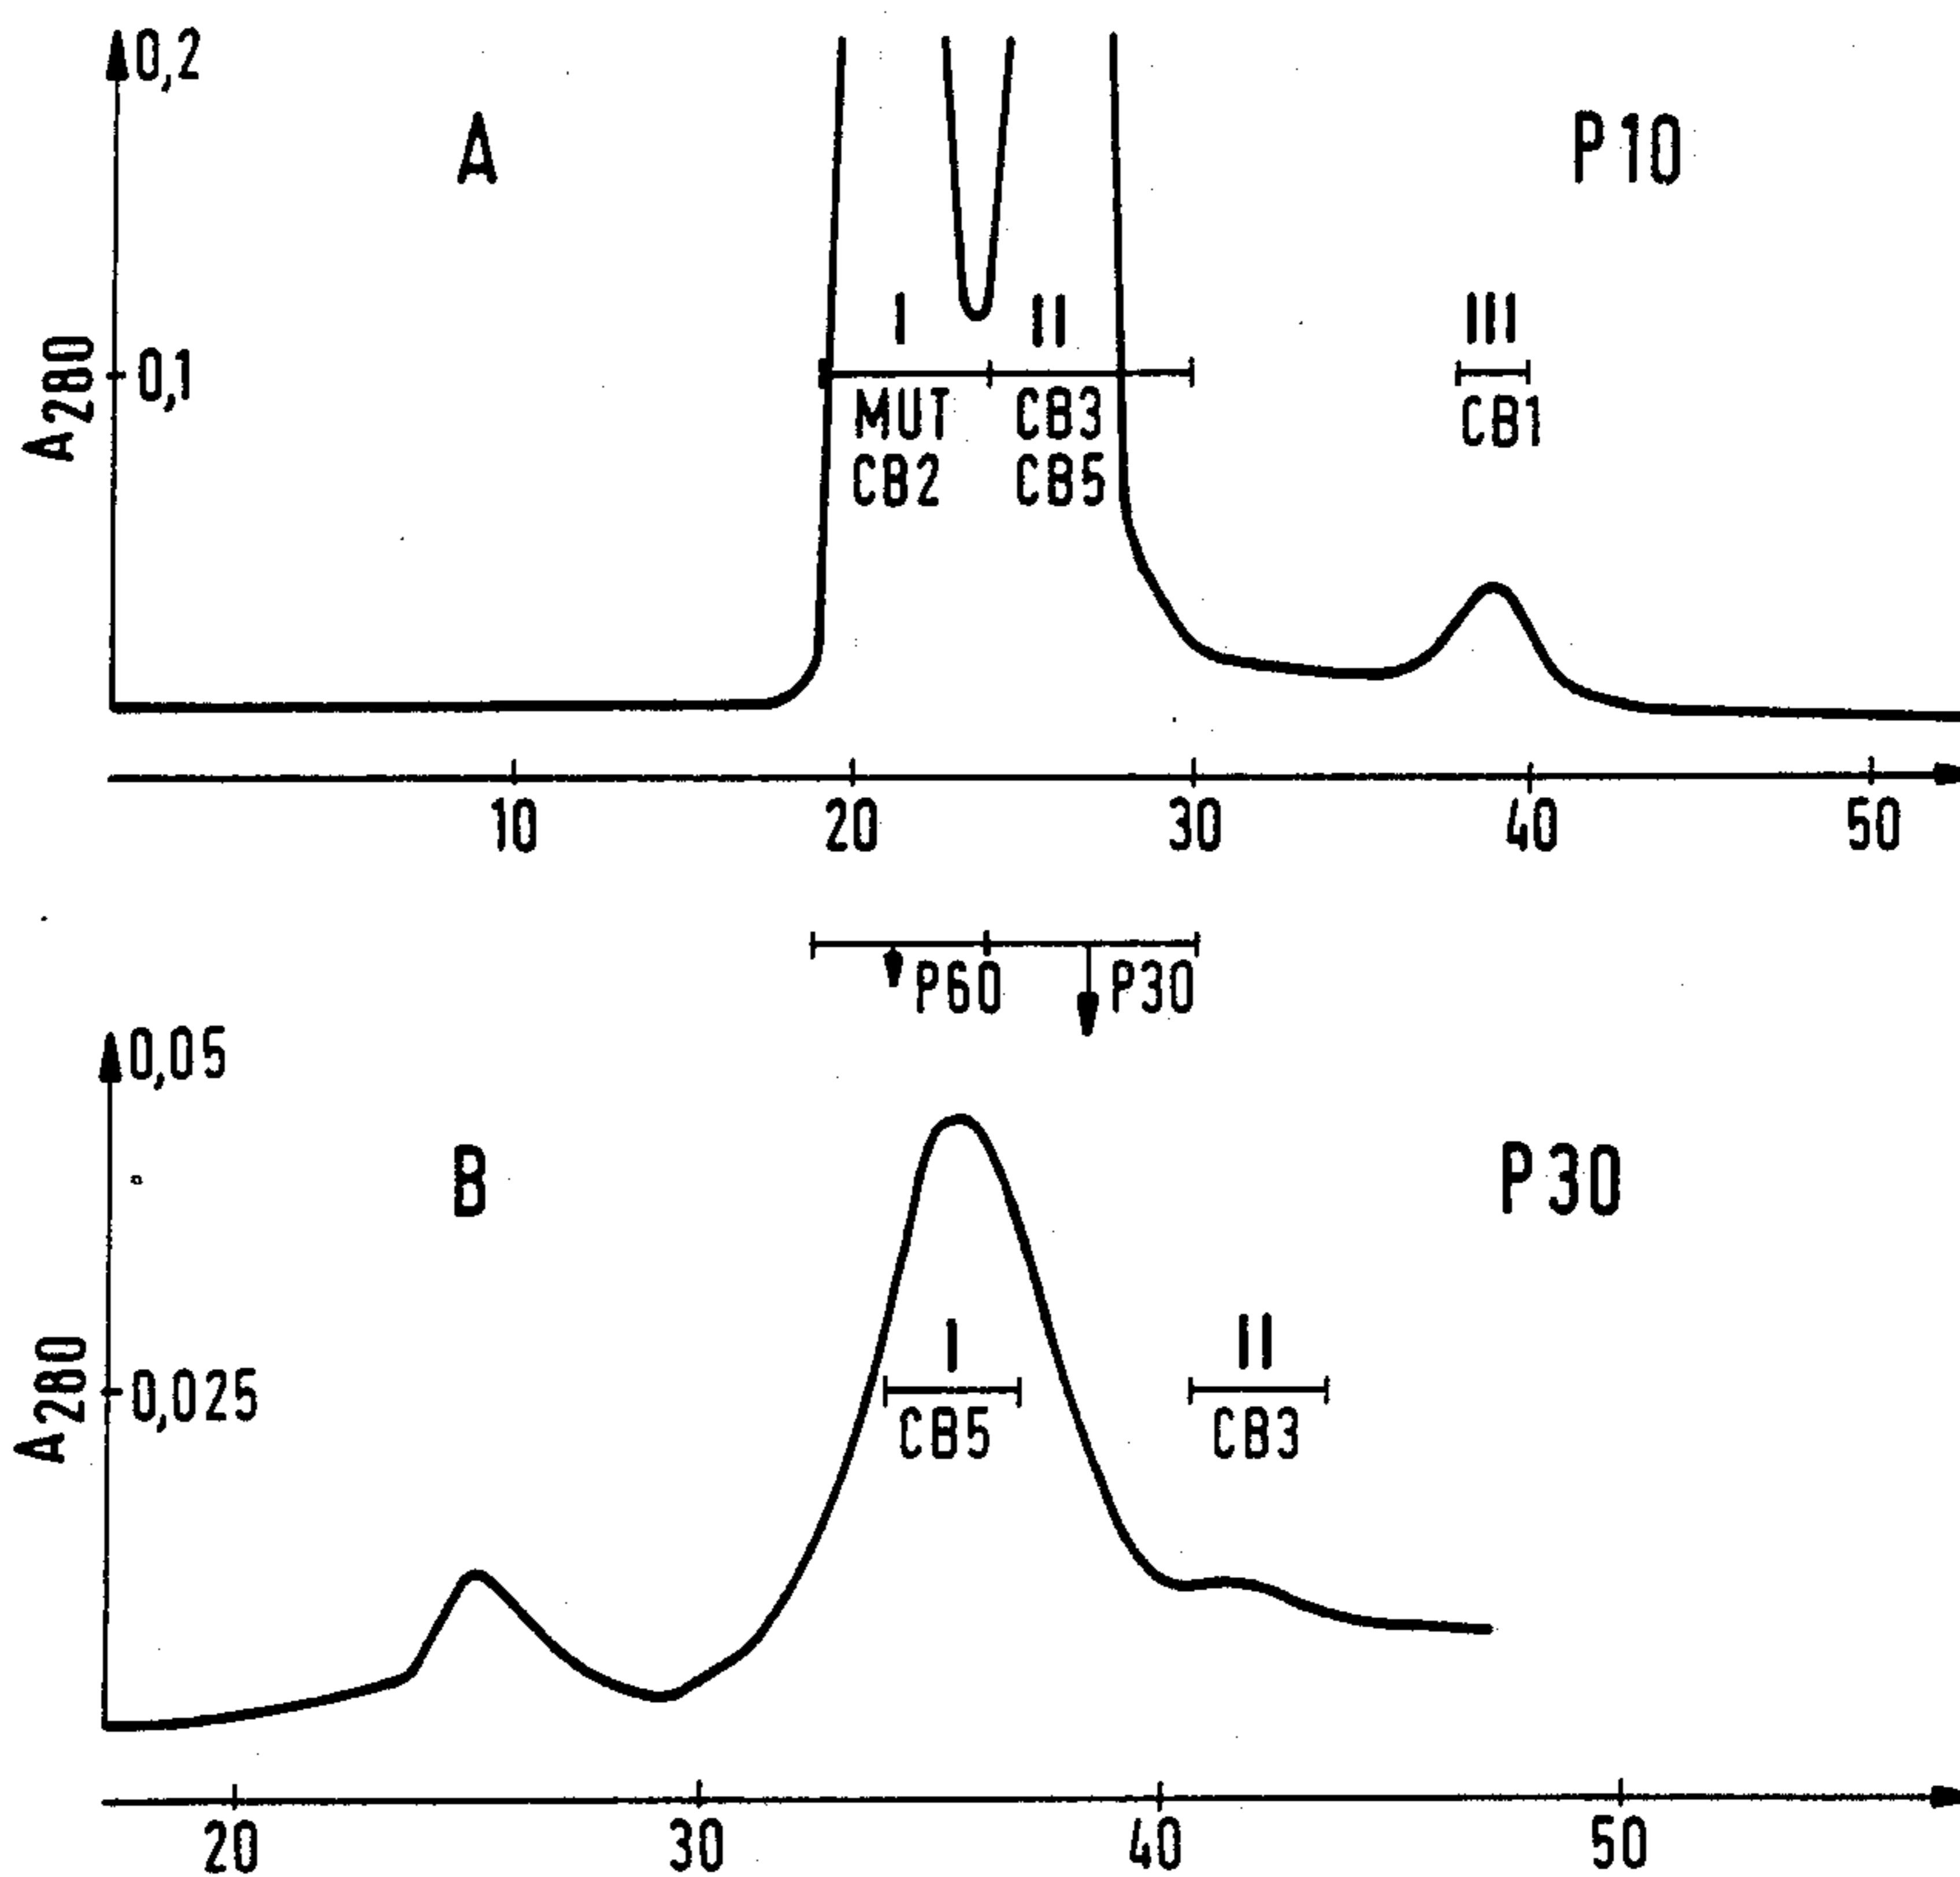 0,2
A P10
I II III
A280 0,1
MUT CB3 CB1
CB2 CB5
10 20 30 40 50
P60 P30
0,05
B P30
I II
A280 0,025
CB5 CB3
20 30 40 50